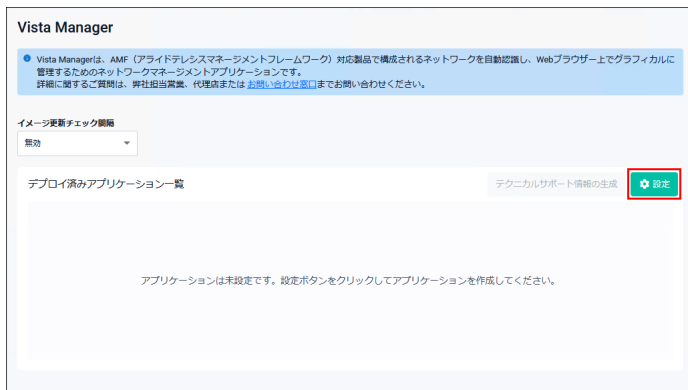 Vista Manager
Vista Managerは、AMF（アライドテレシスマネージメントフレームワーク）対応製品で構成されるネットワークを自動認識し、Webブラウザー上でグラフィカルに
管理するためのネットワークマネージメントアプリケーションです。
詳細に関するご質問は、弊社担当営業、代理店または お問い合わせ窓口までお問い合わせください。
イメージ更新チェック間隔
無効
デプロイ済みアプリケーション一覧
テクニカルサポート情報の生成
設定
アプリケーションは未設定です。設定ボタンをクリックしてアプリケーションを作成してください。